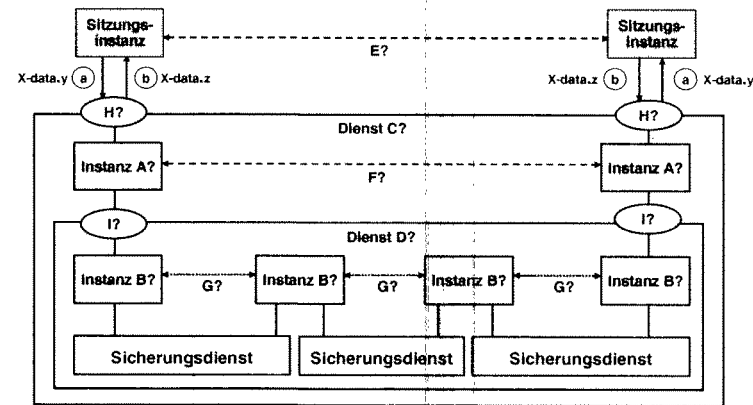 Sitzungs-
instanz
Sitzungs-
instanz
E?
X-data.y
a
b
X-data.z
X-data.z
b
a
X-data.y
H?
H?
Dienst C?
Instanz A?
Instanz A?
F?
I?
I?
Dienst D?
Instanz B?
G?
Instanz B?
G?
Instanz B?
G?
Instanz B?
Sicherungsdienst
Sicherungsdienst
Sicherungsdienst